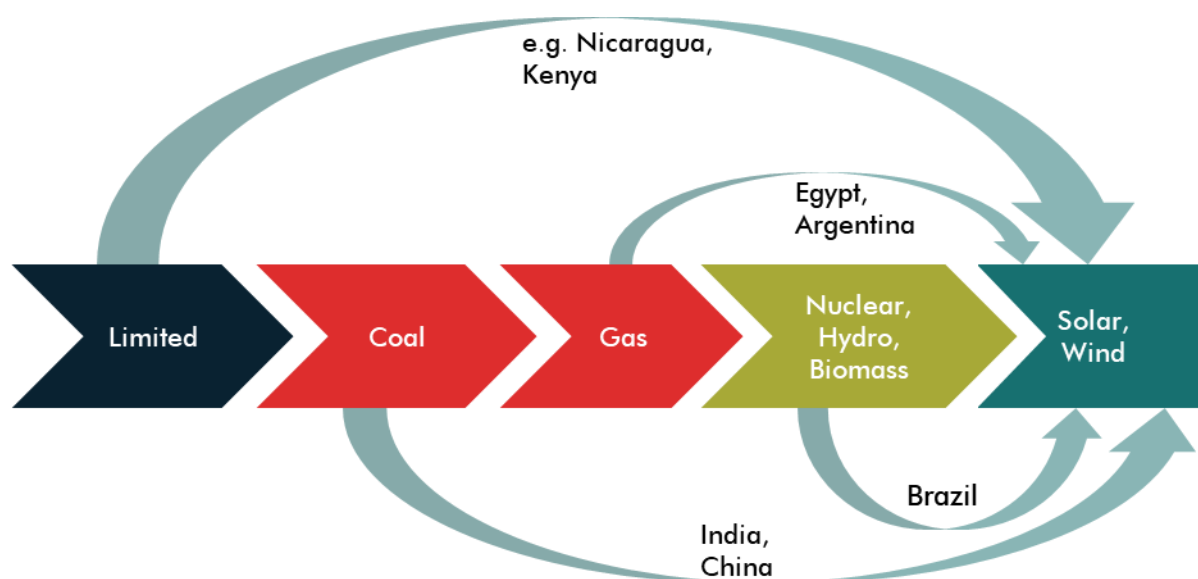 e.g. Nicaragua,
Kenya
Egypt,
Argentina
Limited
Coal
Gas
Nuclear,
Hydro,
Biomass
Solar,
Wind
Brazil
India,
China